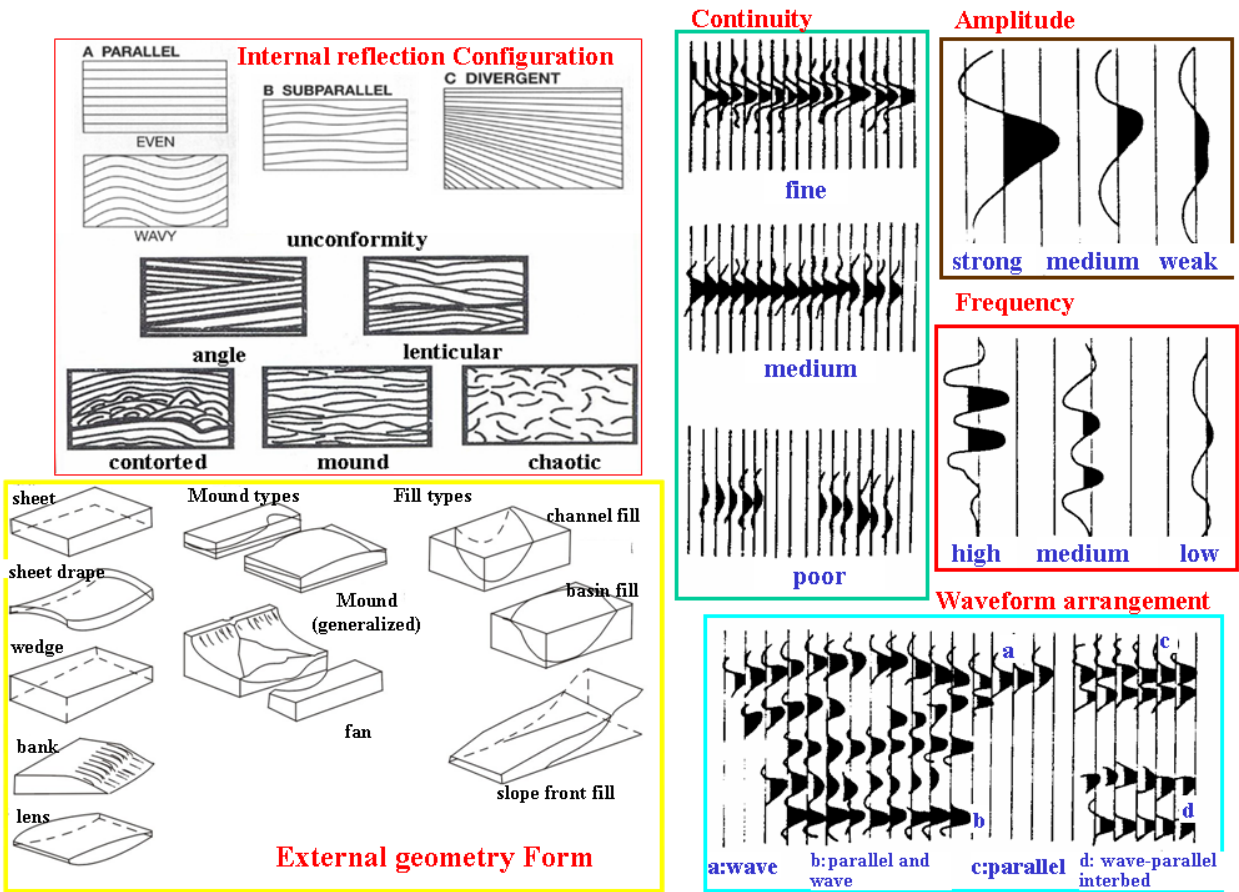 Internal reflection Configuration
A PARALLEL
EVEN
WAVY
B SUBPARALLEL
C DIVERGENT
unconformity
angle
lenticular
contorted
mound
chaotic
sheet
sheet drape
wedge
bank
lens
Mound types
Mound
(generalized)
fan
Fill types
channel fill
basin fill
slope front fill
External geometry Form
Continuity
fine
medium
poor
Amplitude
strong medium weak
Frequency
high medium low
Waveform arrangement
a
c
b
d
a:wave
b:parallel and
wave
c:parallel
d: wave-parallel
interbed